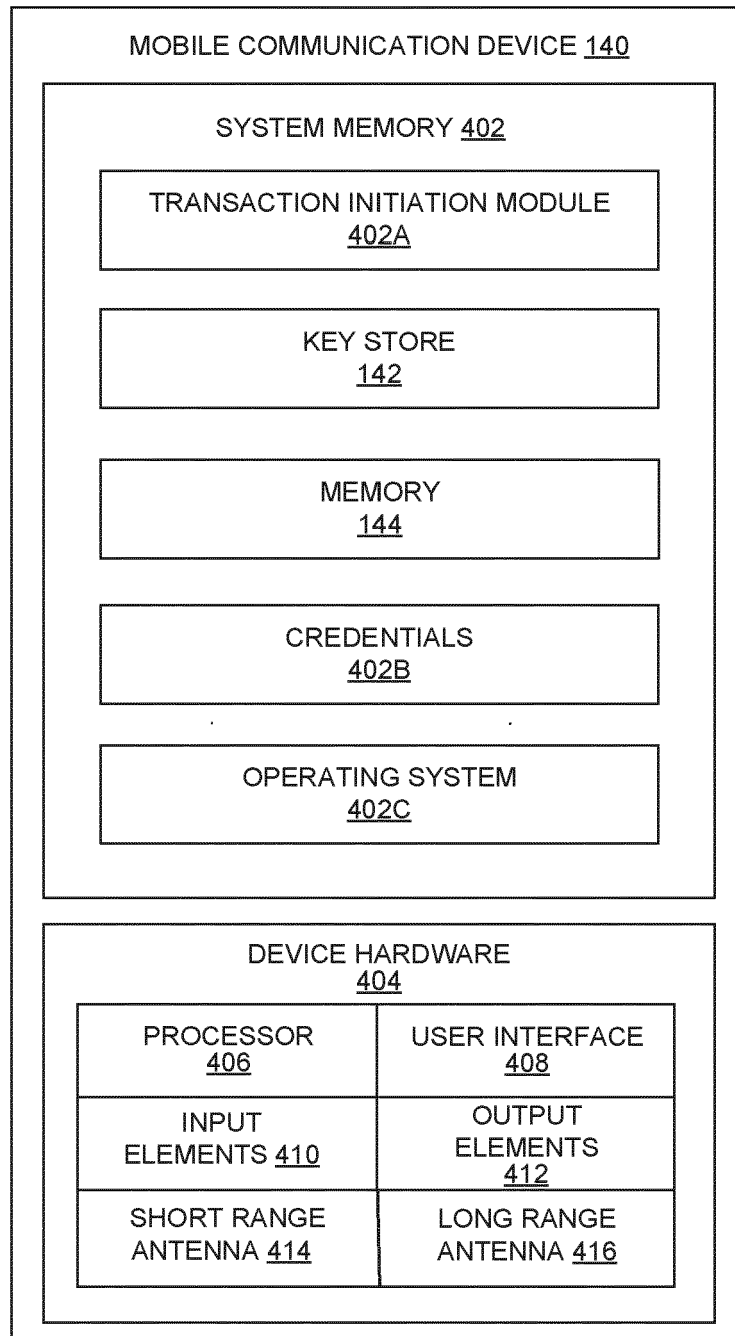 MOBILE COMMUNICATION DEVICE 140
SYSTEM MEMORY 402
TRANSACTION INITIATION MODULE
402A
KEY STORE
142
MEMORY
144
CREDENTIALS
402B
OPERATING SYSTEM
402C
DEVICE HARDWARE
404
PROCESSOR
406
USER INTERFACE
408
INPUT
ELEMENTS 410
OUTPUT
ELEMENTS
412
SHORT RANGE
ANTENNA 414
LONG RANGE
ANTENNA 416